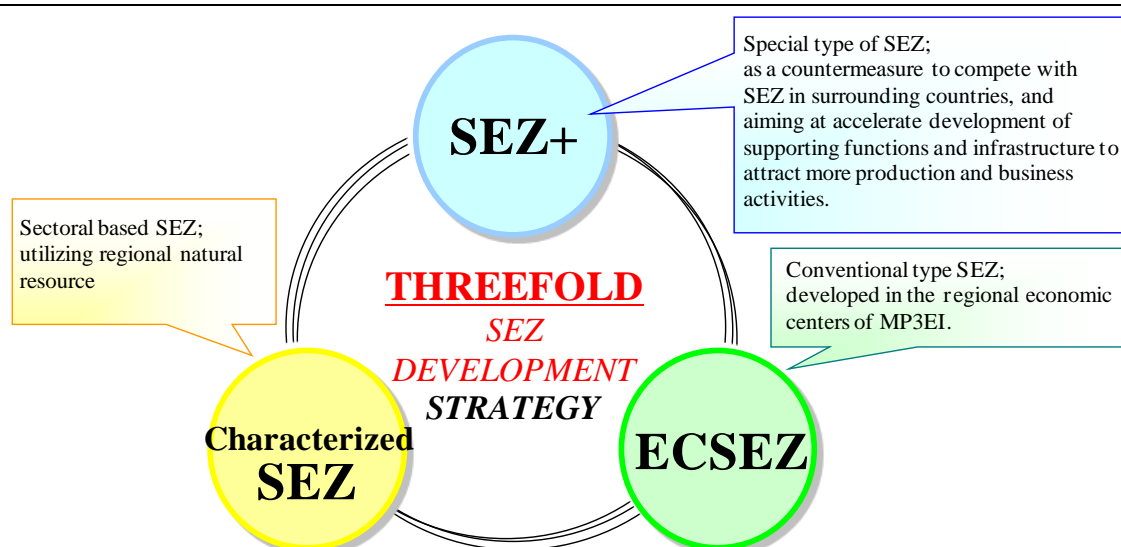 SEZ+
Special type of SEZ;
as a countermeasure to compete with
SEZ in surrounding countries, and
aiming at accelerate development of
supporting functions and infrastructure to
attract more production and business
activities.
Sectoral based SEZ;
utilizing regional natural
resource
Conventional type SEZ;
developed in the regional economic
centers of MP3EI.
THREEFOLD
SEZ
DEVELOPMENT
STRATEGY
Characterized
SEZ
ECSEZ